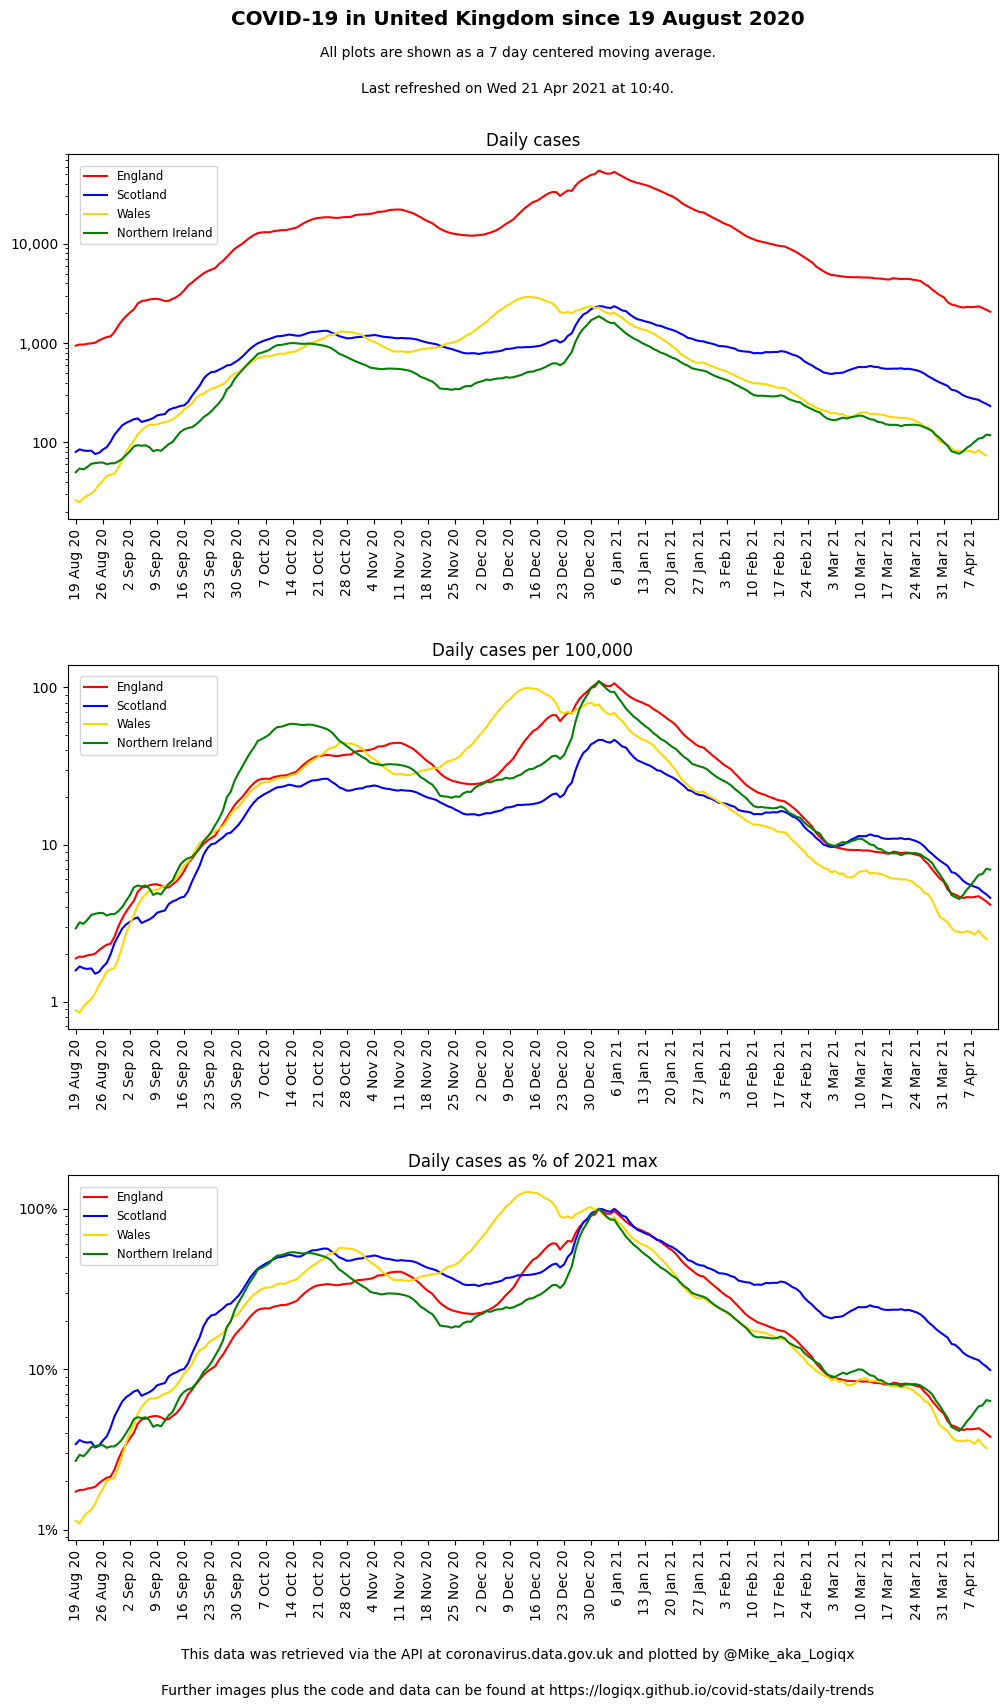 COVID-19 in United Kingdom since 19 August 2020
All plots are shown as a 7 day centered moving average.
Last refreshed on Wed 21 Apr 2021 at 10:40.
Daily cases
England
Scotland
Wales
Northern Ireland
10,000
1,000
100
19 Aug 20
26 Aug 20
2 Sep 20
9 Sep 20
16 Sep 20
23 Sep 20
30 Sep 20
7 Oct 20
14 Oct 20
21 Oct 20
28 Oct 20
4 Nov 20
11 Nov 20
18 Nov 20
25 Nov 20
2 Dec 20
9 Dec 20
16 Dec 20
23 Dec 20
30 Dec 20
6 Jan 21
13 Jan 21
20 Jan 21
27 Jan 21
3 Feb 21
10 Feb 21
17 Feb 21
24 Feb 21
3 Mar 21
10 Mar 21
17 Mar 21
24 Mar 21
31 Mar 21
7 Apr 21
Daily cases per 100,000
England
Scotland
Wales
Northern Ireland
100
10
1
19 Aug 20
26 Aug 20
2 Sep 20
9 Sep 20
16 Sep 20
23 Sep 20
30 Sep 20
7 Oct 20
14 Oct 20
21 Oct 20
28 Oct 20
4 Nov 20
11 Nov 20
18 Nov 20
25 Nov 20
2 Dec 20
9 Dec 20
16 Dec 20
23 Dec 20
30 Dec 20
6 Jan 21
13 Jan 21
20 Jan 21
27 Jan 21
3 Feb 21
10 Feb 21
17 Feb 21
24 Feb 21
3 Mar 21
10 Mar 21
17 Mar 21
24 Mar 21
31 Mar 21
7 Apr 21
Daily cases as % of 2021 max
England
Scotland
Wales
Northern Ireland
100%
10%
1%
19 Aug 20
26 Aug 20
2 Sep 20
9 Sep 20
16 Sep 20
23 Sep 20
30 Sep 20
7 Oct 20
14 Oct 20
21 Oct 20
28 Oct 20
4 Nov 20
11 Nov 20
18 Nov 20
25 Nov 20
2 Dec 20
9 Dec 20
16 Dec 20
23 Dec 20
30 Dec 20
6 Jan 21
13 Jan 21
20 Jan 21
27 Jan 21
3 Feb 21
10 Feb 21
17 Feb 21
24 Feb 21
3 Mar 21
10 Mar 21
17 Mar 21
24 Mar 21
31 Mar 21
7 Apr 21
This data was retrieved via the API at coronavirus.data.gov.uk and plotted by @Mike_aka_Logiqx
Further images plus the code and data can be found at https://logiqx.github.io/covid-stats/daily-trends